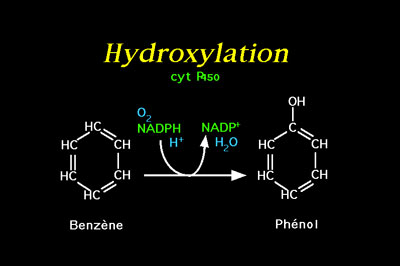 Hydroxylation
cyt P450
O2
NADPH
H+
NADP+
H2O
HC
CH
HC
CH
HC
CH
Benzène
OH
C
HC
CH
HC
CH
HC
Phénol